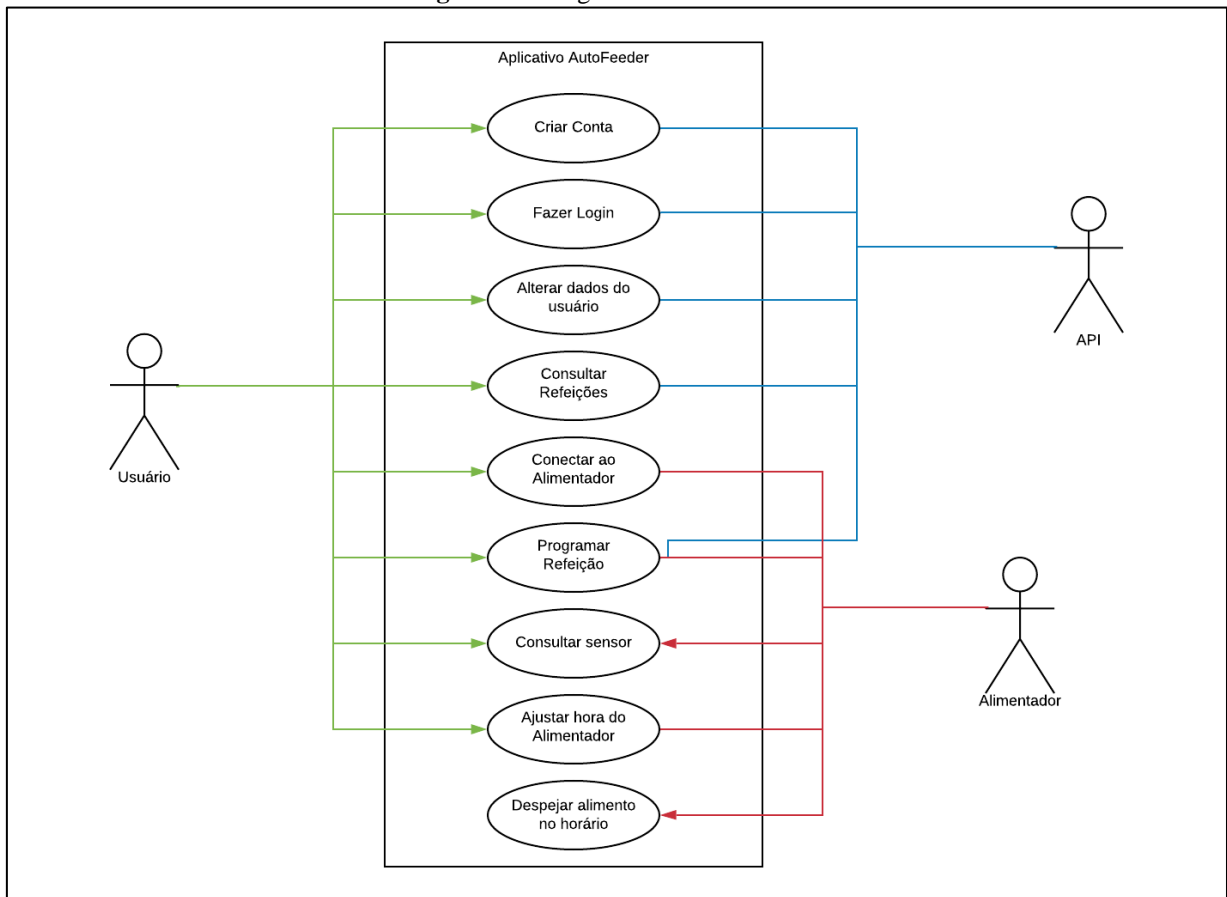 Aplicativo AutoFeeder
Criar Conta
Fazer Login
Alterar dados do
usuário
Consultar
Refeições
Conectar ao
Alimentador
Programar
Refeição
Consultar sensor
Ajustar hora do
Alimentador
Despejar alimento
no horário
Usuário
API
Alimentador